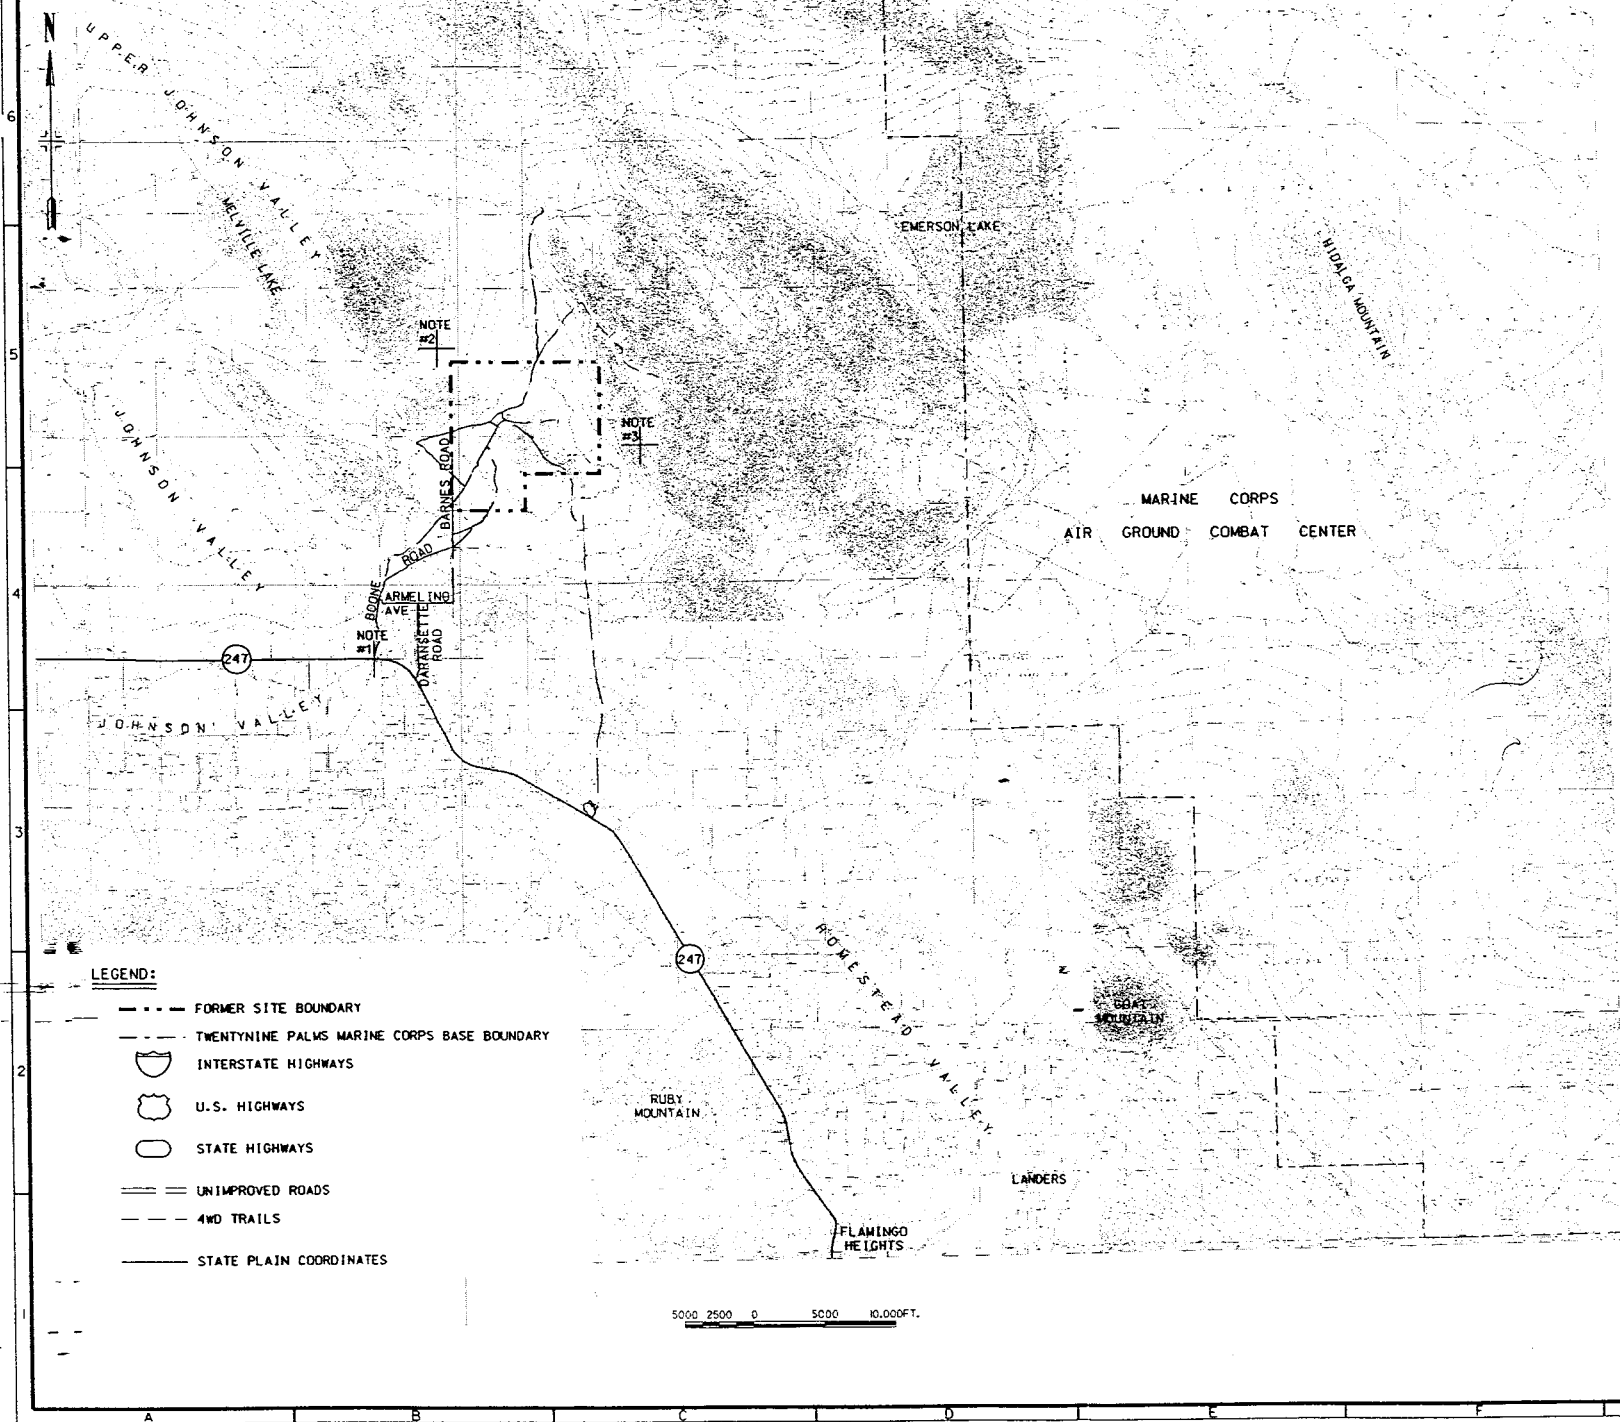 N
UPPER JOHNSON VALLEY
MELVILLE LAKE
EMERSON LAKE
HIDALGA MOUNTAIN
6
NOTE
#2
5
NOTE
#3
JOHNSON VALLEY
BARNES ROAD
MARINE CORPS
AIR GROUND COMBAT CENTER
BOONE ROAD
4
ARMELING
AVE
DARANSETTE
ROAD
NOTE
#1
247
JOHNSON VALLEY
3
247
HOMESTEAD VALLEY
GOAT
MOUNTAIN
LEGEND:
FORMER SITE BOUNDARY
TWENTYNINE PALMS MARINE CORPS BASE BOUNDARY
INTERSTATE HIGHWAYS
2
U.S. HIGHWAYS
STATE HIGHWAYS
UNIMPROVED ROADS
4WD TRAILS
STATE PLAIN COORDINATES
RUBY
MOUNTAIN
LANDERS
FLAMINGO
HEIGHTS
1
5000 2500 0 5000 10,000FT.
A B C D E F